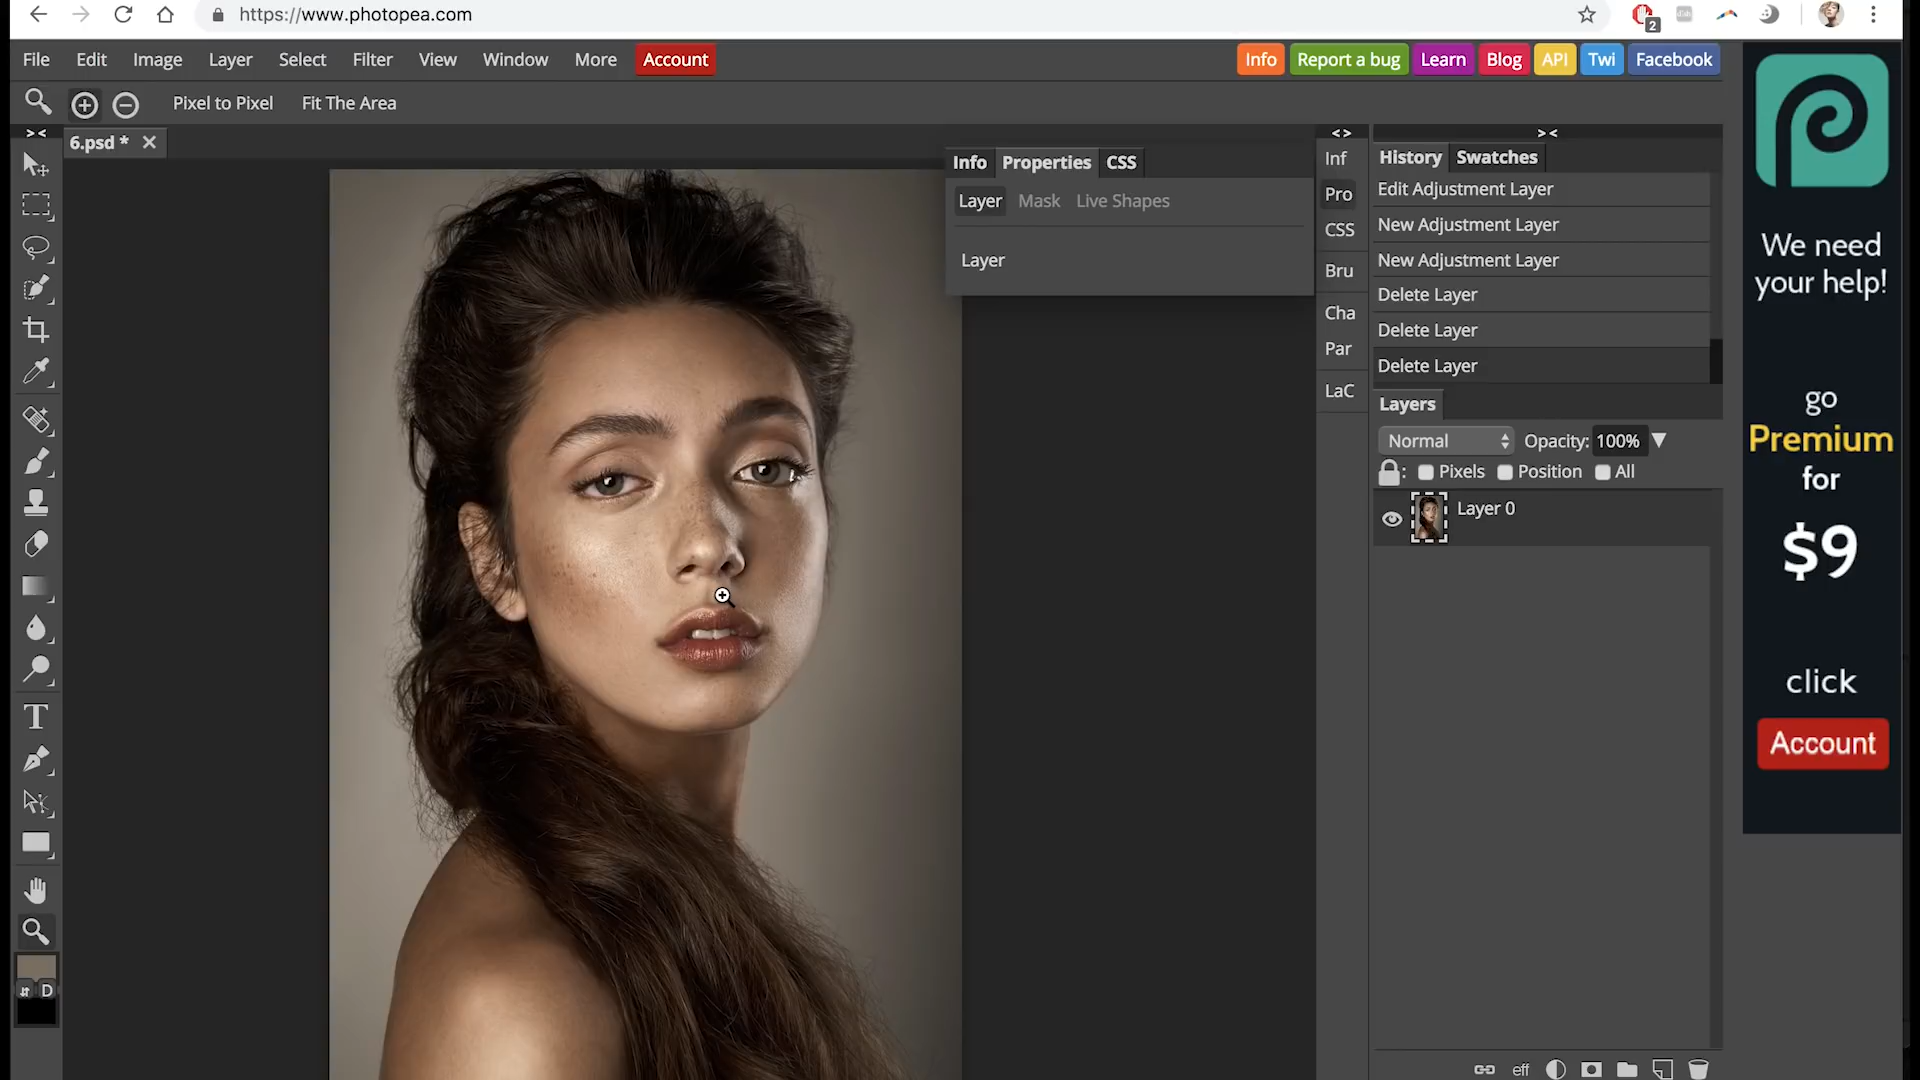 https://www.photopea.com
2
File Edit Image Layer Select Filter View Window More Account
Info Report a bug Learn Blog API Twi Facebook
Pixel to Pixel Fit The Area
6.psd *
Info Properties CSS
Layer Mask Live Shapes
Layer
Inf
Pro
CSS
Bru
Cha
Par
LaC
History Swatches
Edit Adjustment Layer
New Adjustment Layer
New Adjustment Layer
Delete Layer
Delete Layer
Delete Layer
Layers
Normal Opacity: 100%
: Pixels Position All
Layer 0
eff
T
D
We need
your help!
go
Premium
for
$9
click
Account